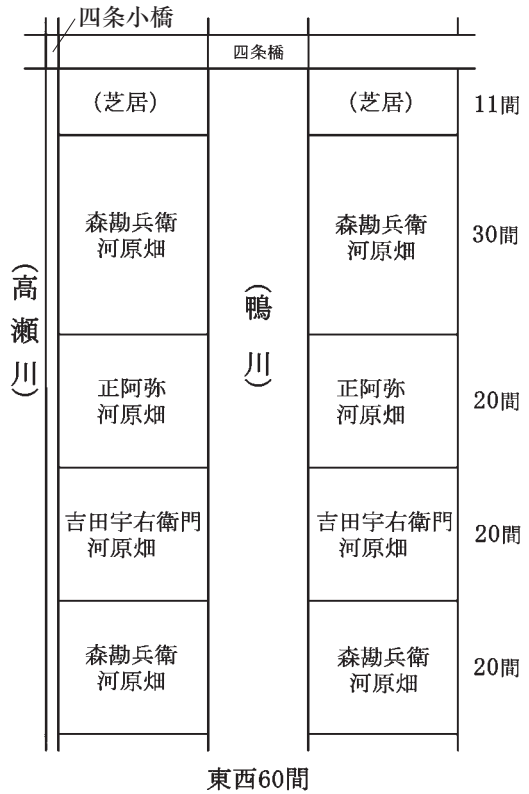 四条小橋
四条橋
(芝居)
(芝居)
11間
森勘兵衛
河原畑
森勘兵衛
河原畑
30間
(高瀬川)
(鴨川)
正阿弥
河原畑
正阿弥
河原畑
20間
吉田宇右衛門
河原畑
吉田宇右衛門
河原畑
20間
森勘兵衛
河原畑
森勘兵衛
河原畑
20間
東西60間